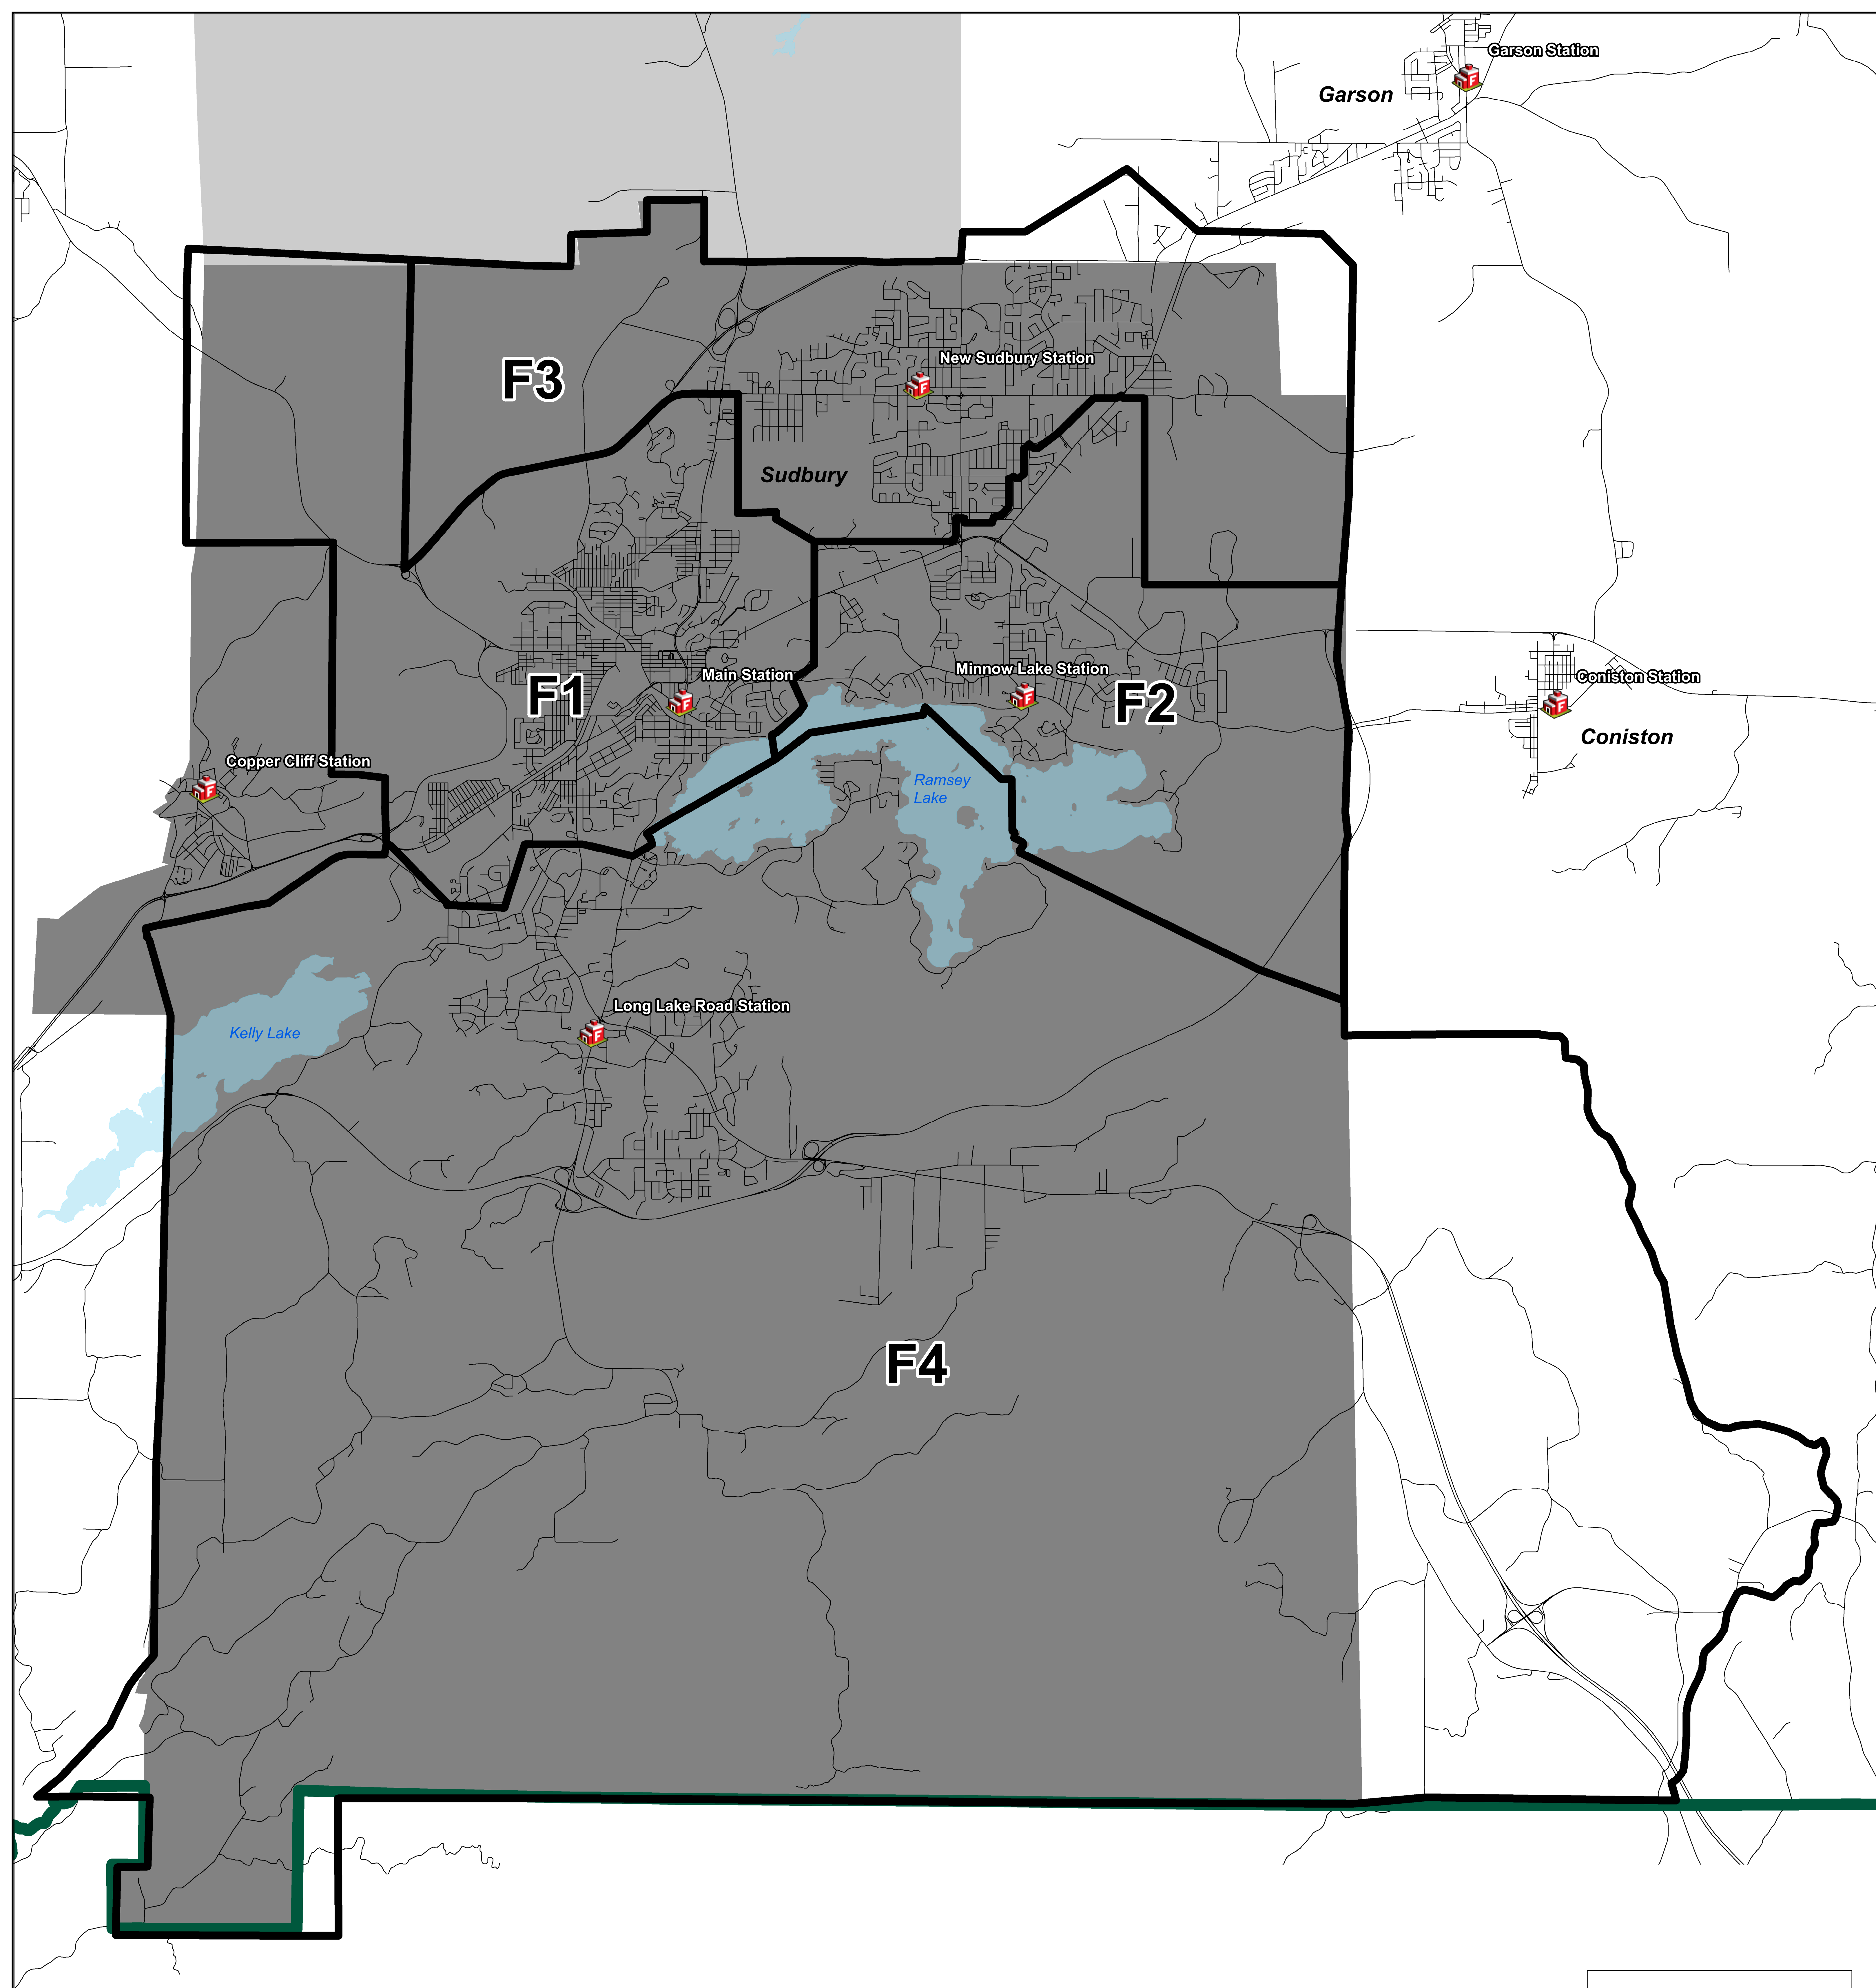 Garson Station
Garson
New Sudbury Station
F3
Sudbury
Minnow Lake Station
Main Station
Coniston Station
F1
F2
Coniston
Copper Cliff Station
Ramsey
Lake
Long Lake Road Station
Kelly Lake
F4